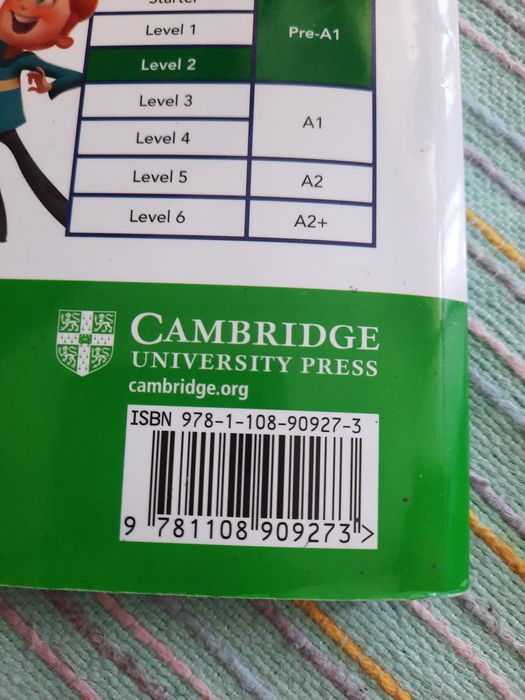 Starter
Level 1
Pre-A1
Level 2
Level 3
A1
Level 4
Level 5
A2
Level 6
A2+
CAMBRIDGE
UNIVERSITY PRESS
cambridge.org
ISBN 978-1-108-90927-3
9 781108 909273 >